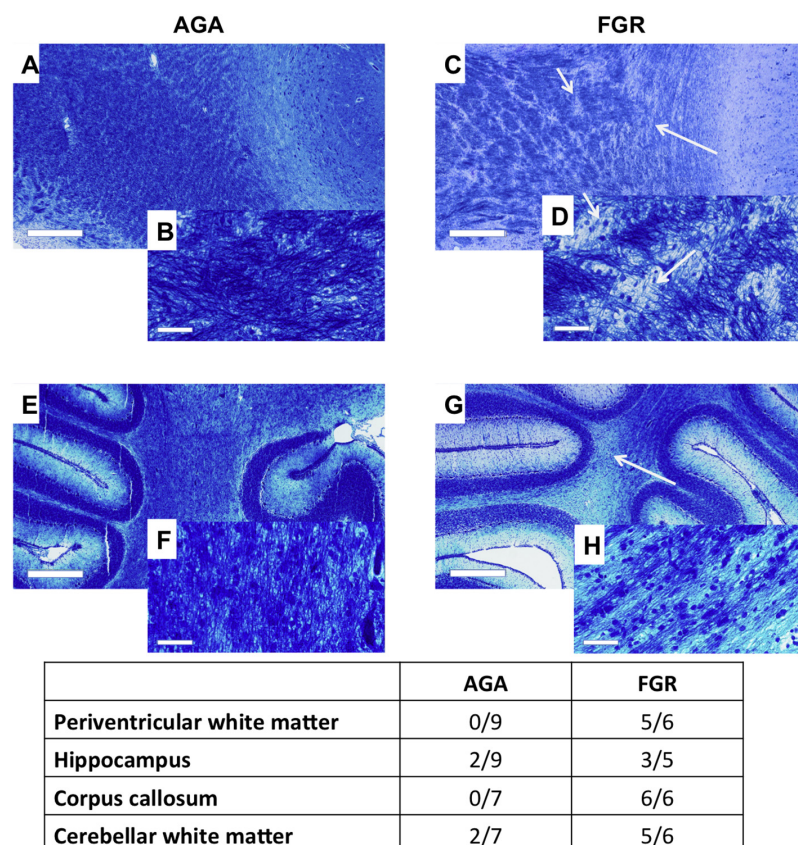 AGA FGR
A C
B D
E G
F H
AGA FGR
Periventricular white matter 0/9 5/6
Hippocampus 2/9 3/5
Corpus callosum 0/7 6/6
Cerebellar white matter 2/7 5/6